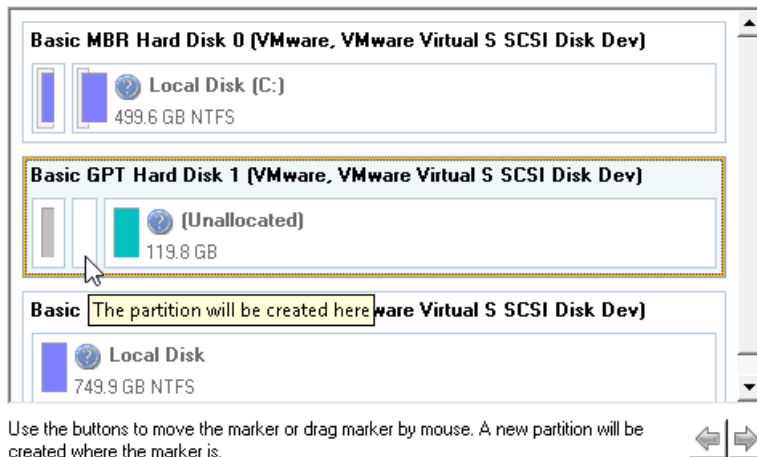 Basic MBR Hard Disk 0 (VMware, VMware Virtual S SCSI Disk Dev)
Local Disk (C:)
499.6 GB NTFS
Basic GPT Hard Disk 1 (VMware, VMware Virtual S SCSI Disk Dev)
(Unallocated)
119.8 GB
Basic The partition will be created here ware Virtual S SCSI Disk Dev)
Local Disk
749.9 GB NTFS
Use the buttons to move the marker or drag marker by mouse. A new partition will be
created where the marker is.